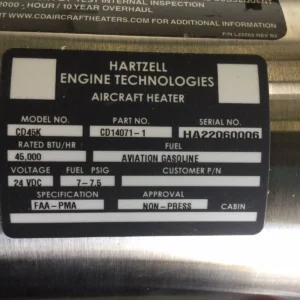 INTERNAL INSPECTION
2000 - HOUR / 10 YEAR OVERHAUL
WWW.COAIRCRAFTHEATERS.COM FOR MORE INFORMATION
HARTZELL
ENGINE TECHNOLOGIES
AIRCRAFT HEATER
MODEL NO. PART NO. SERIAL NO.
CD45K CD14071-1 HA22060006
RATED BTU/HR FUEL
45,000 AVIATION GASOLINE
VOLTAGE FUEL PSIG CUSTOMER P/N
24 VDC 7-7.5
SPECIFICATION APPROVAL
FAA-PMA NON-PRESS CABIN